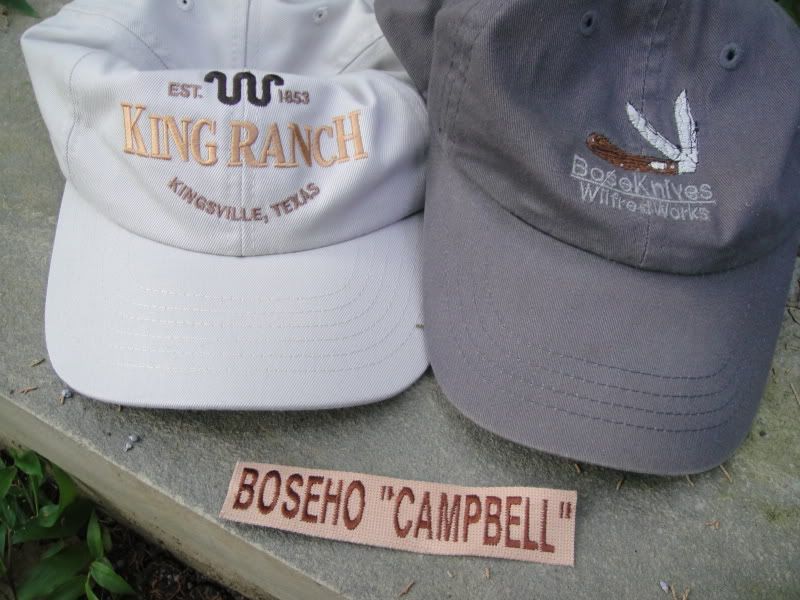 EST. 1853
KING RANCH
KINGSVILLE, TEXAS
BoseKnives
WilfredWorks
BOSEHO "CAMPBELL"